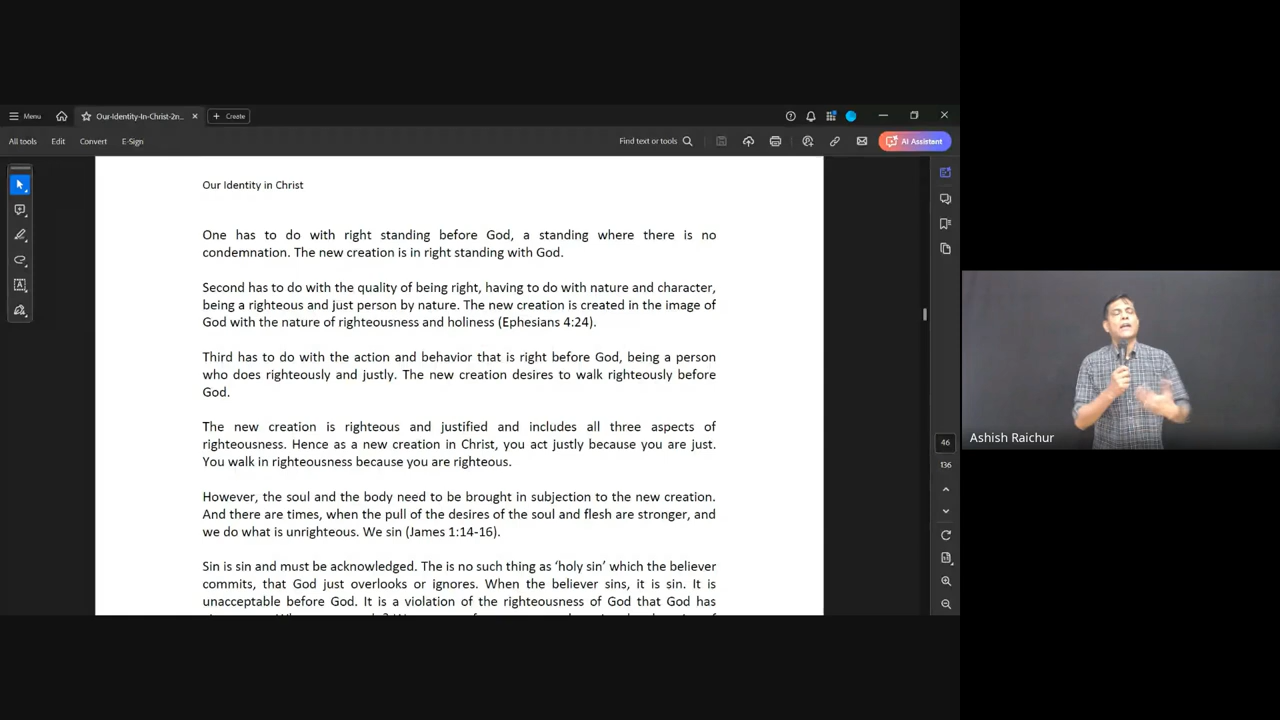 Menu
Our-Identity-In-Christ-2n...
Create
All tools
Edit
Convert
E-Sign
Find text or tools
AI Assistant
Our Identity in Christ
One has to do with right standing before God, a standing where there is no
condemnation. The new creation is in right standing with God.
Second has to do with the quality of being right, having to do with nature and character,
being a righteous and just person by nature. The new creation is created in the image of
God with the nature of righteousness and holiness (Ephesians 4:24).
Third has to do with the action and behavior that is right before God, being a person
who does righteously and justly. The new creation desires to walk righteously before
God.
The new creation is righteous and justified and includes all three aspects of
righteousness. Hence as a new creation in Christ, you act justly because you are just.
You walk in righteousness because you are righteous.
However, the soul and the body need to be brought in subjection to the new creation.
And there are times, when the pull of the desires of the soul and flesh are stronger, and
we do what is unrighteous. We sin (James 1:14-16).
Sin is sin and must be acknowledged. The is no such thing as ‘holy sin’ which the believer
commits, that God just overlooks or ignores. When the believer sins, it is sin. It is
unacceptable before God. It is a violation of the righteousness of God that God has
46
136
Ashish Raichur